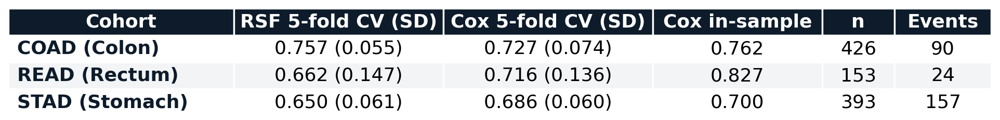 Cohort RSF 5-fold CV (SD) Cox 5-fold CV (SD) Cox in-sample n Events
COAD (Colon) 0.757 (0.055) 0.727 (0.074) 0.762 426 90
READ (Rectum) 0.662 (0.147) 0.716 (0.136) 0.827 153 24
STAD (Stomach) 0.650 (0.061) 0.686 (0.060) 0.700 393 157